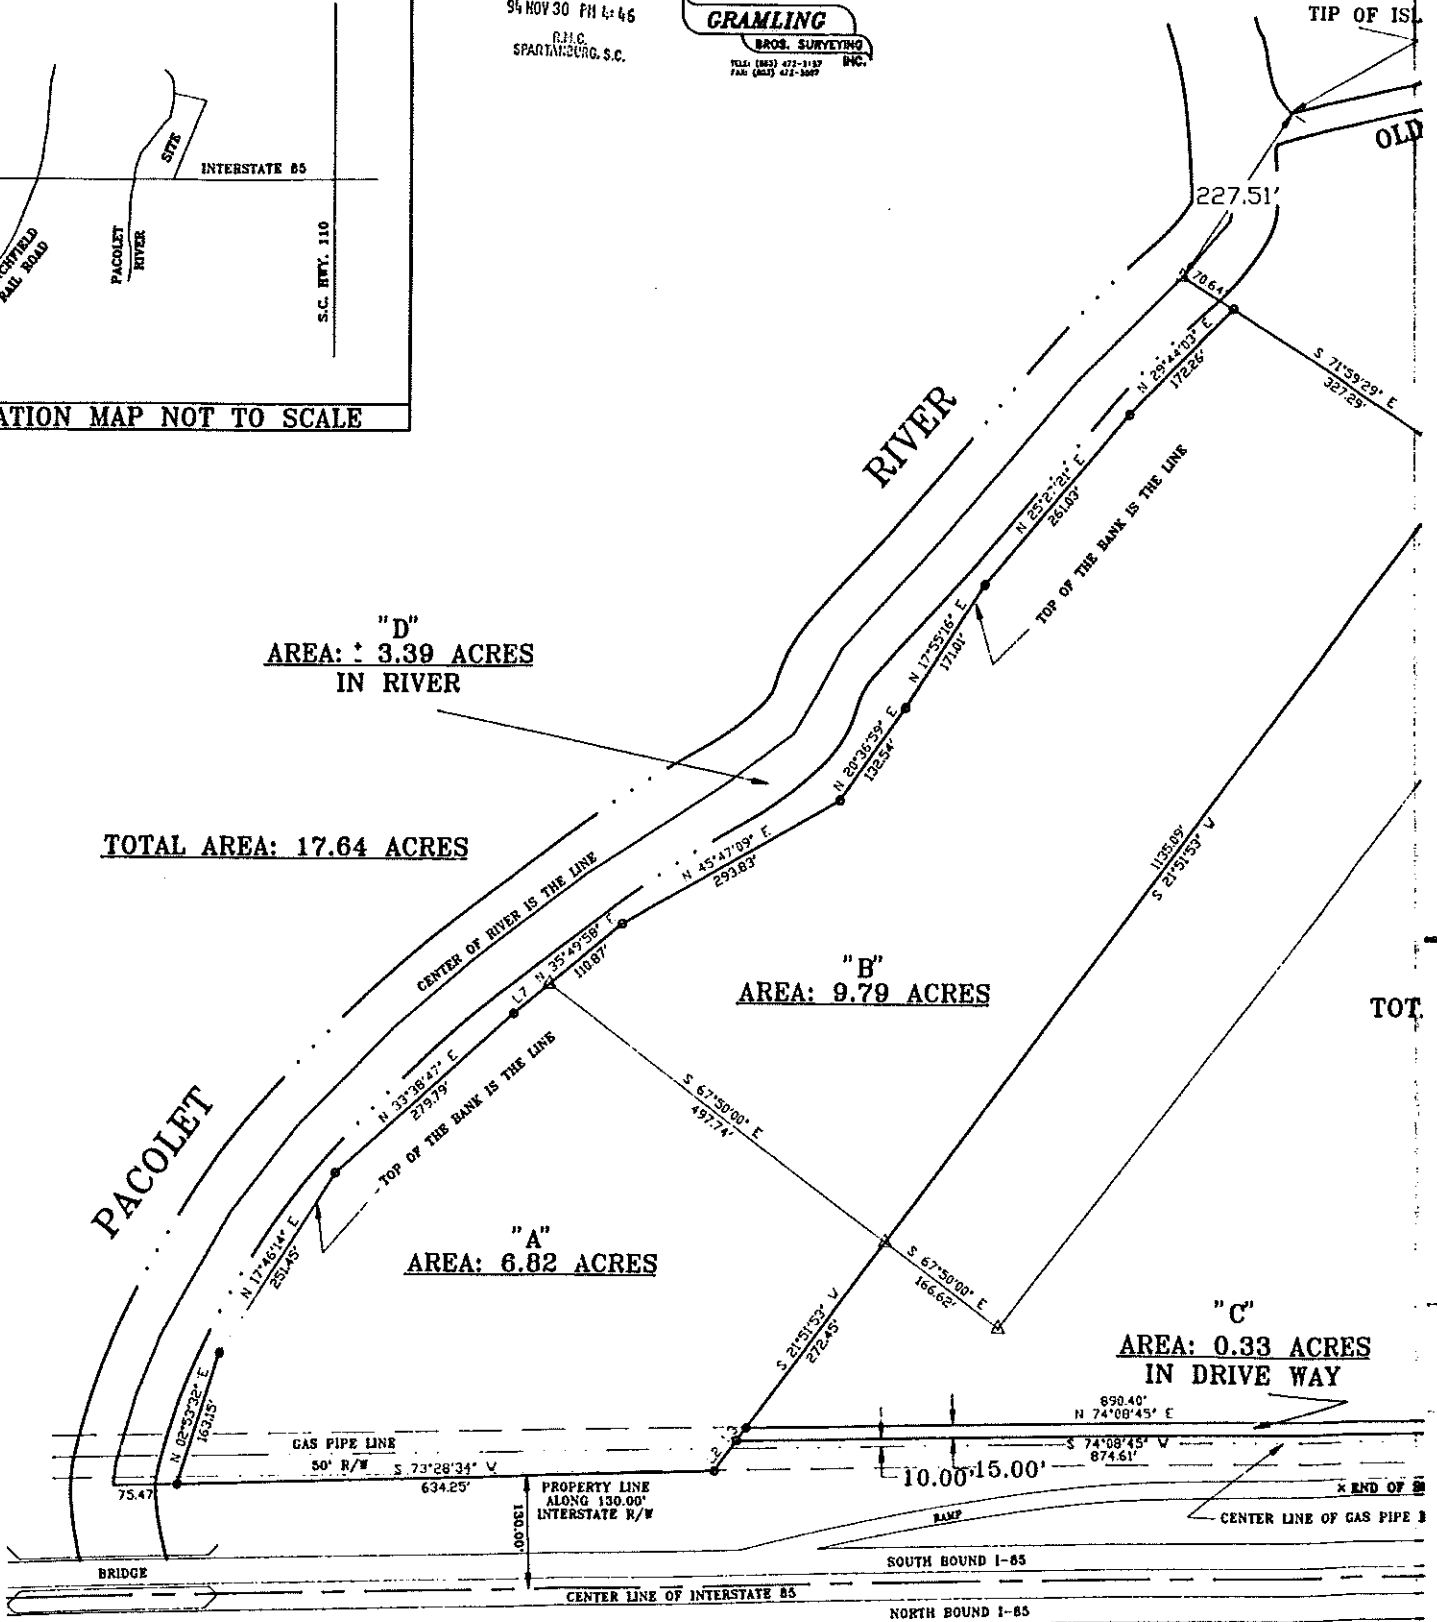 94 NOV 30 PM 4:46
R.M.C.
SPARTANBURG, S.C.
GRAMLING
BROS. SURVEYING
INC.
TIP OF ISL
OLD
SITE
INTERSTATE 85
S.C. HWY. 110
PACOLET
RIVER
RAIL ROAD
ATION MAP NOT TO SCALE
227.51'
70.64'
N 29°44'03" E
172.26'
S 71°59'29" E
327.29'
RIVER
N 25°27'21" E
261.03'
TOP OF THE BANK IS THE LINE
N 17°55'16" E
171.01'
"D"
AREA: ± 3.39 ACRES
IN RIVER
N 20°36'59" E
132.54'
TOTAL AREA: 17.64 ACRES
N 45°47'09" E
293.83'
1135.09'
S 21°51'53" W
CENTER OF RIVER IS THE LINE
N 35°49'58" E
110.87'
L7
"B"
AREA: 9.79 ACRES
TOT
N 33°38'47" E
279.79'
TOP OF THE BANK IS THE LINE
S 67°50'00" E
497.74'
PACOLET
N 17°46'14" E
251.45'
"A"
AREA: 6.82 ACRES
S 67°50'00" E
166.62'
S 21°51'53" W
272.45'
"C"
AREA: 0.33 ACRES
IN DRIVE WAY
N 02°53'32" E
163.15'
890.40'
N 74°08'45" E
GAS PIPE LINE
50' R/W
S 73°28'34" W
634.25'
L2
L3
S 74°08'45" W
874.61'
10.00'
15.00'
75.47
PROPERTY LINE
ALONG 130.00'
INTERSTATE R/W
130.00'
× END OF
RAMP
CENTER LINE OF GAS PIPE
SOUTH BOUND I-85
BRIDGE
CENTER LINE OF INTERSTATE 85
NORTH BOUND I-85